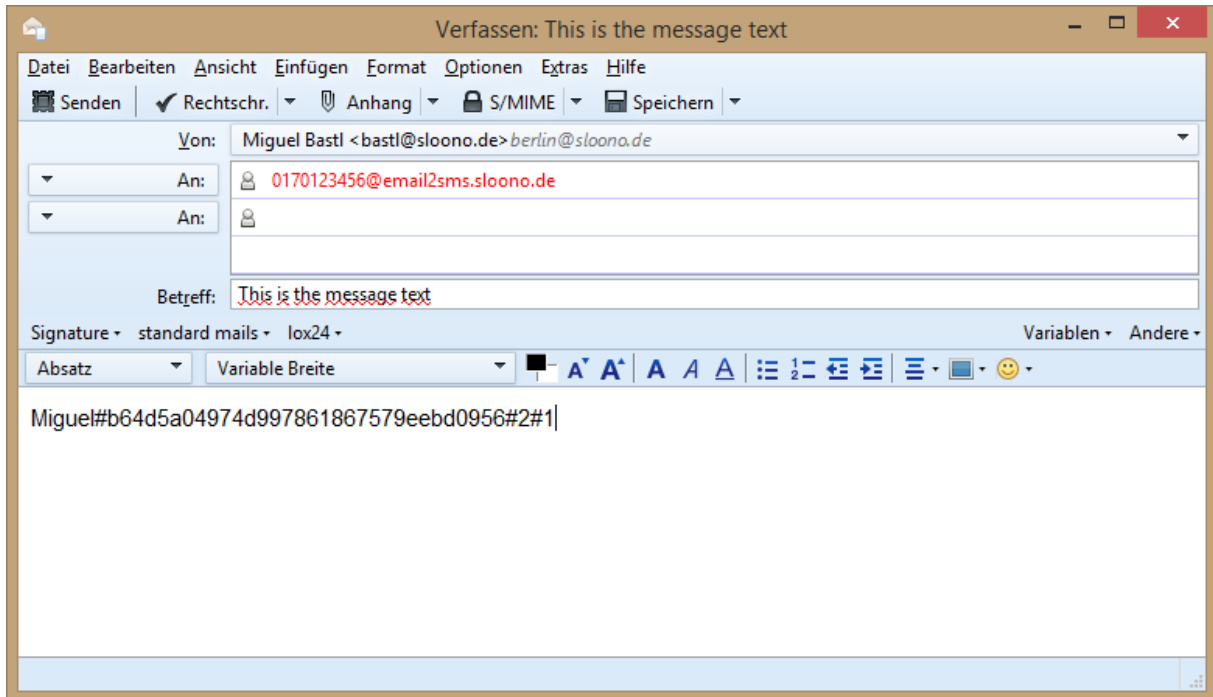 Verfassen: This is the message text
Datei Bearbeiten Ansicht Einfügen Format Optionen Extras Hilfe
Senden Rechtschr. Anhang S/MIME Speichern
Von: Miguel Bastl <bastl@sloono.de> berlin@sloono.de
An: 0170123456@email2sms.sloono.de
An:
Betreff: This is the message text
Signature standard mails lox24 Variablen Andere
Absatz Variable Breite
Miguel#b64d5a04974d997861867579eebd0956#2#1